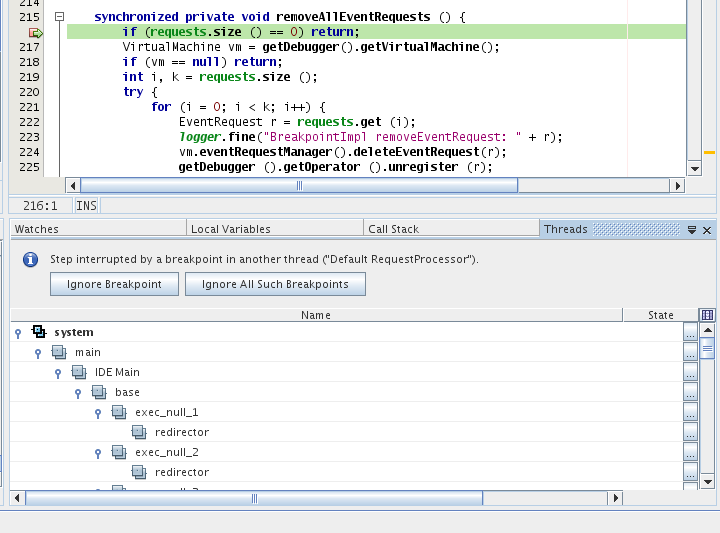 214
215 synchronized private void removeAllEventRequests () {
if (requests.size () == 0) return;
217 VirtualMachine vm = getDebugger().getVirtualMachine();
218 if (vm == null) return;
219 int i, k = requests.size ();
220 try {
221 for (i = 0; i < k; i++) {
222 EventRequest r = requests.get (i);
223 logger.fine("BreakpointImpl removeEventRequest: " + r);
224 vm.eventRequestManager().deleteEventRequest(r);
225 getDebugger ().getOperator ().unregister (r);
216:1 INS
Watches Local Variables Call Stack Threads
Step interrupted by a breakpoint in another thread ("Default RequestProcessor").
Ignore Breakpoint Ignore All Such Breakpoints
Name State
system ...
main ...
IDE Main ...
base ...
exec_null_1 ...
redirector ...
exec_null_2 ...
redirector ...